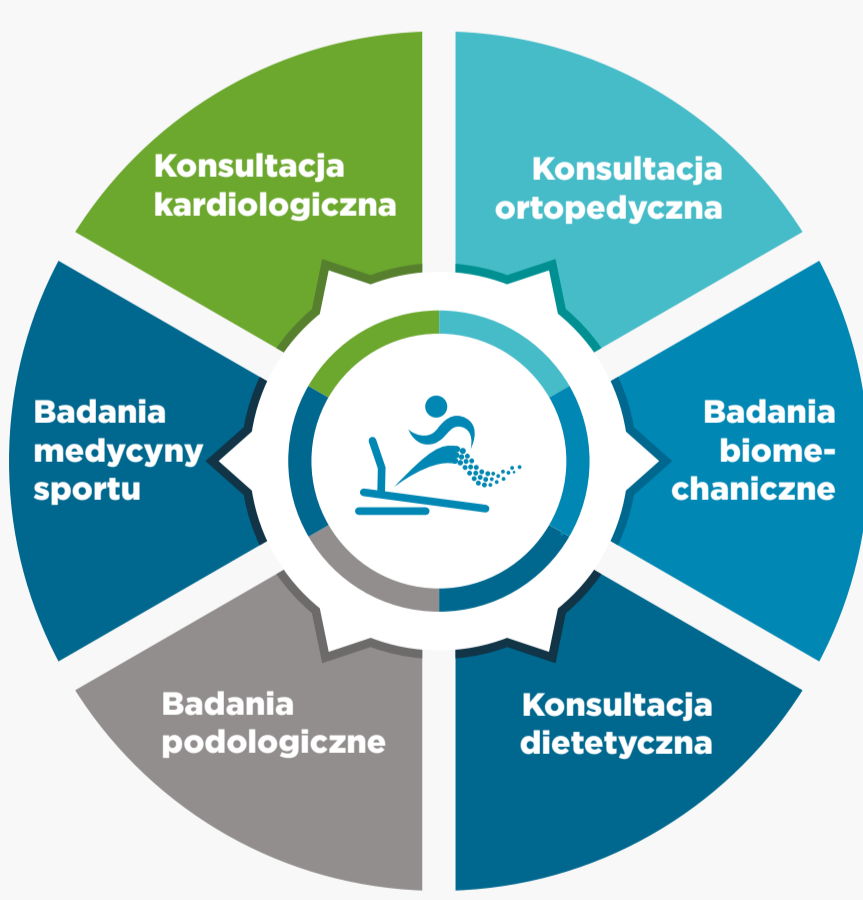 Konsultacja
kardiologiczna
Konsultacja
ortopedyczna
Badania
medycyny
sportu
Badania
biome-
chaniczne
Badania
podologiczne
Konsultacja
dietetyczna